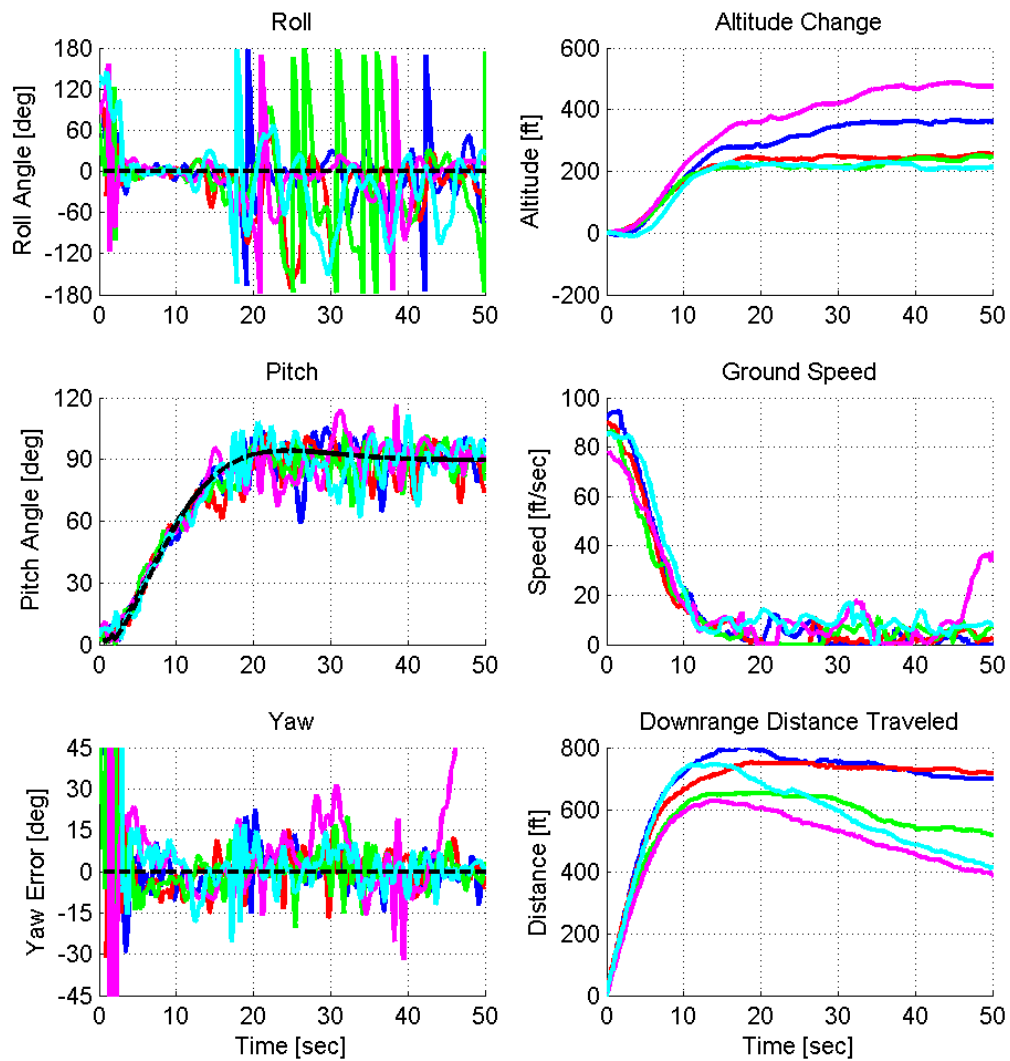 Roll
180
120
60
0
-60
-120
-180
Roll Angle [deg]
0 10 20 30 40 50
Altitude Change
600
400
200
0
-200
Altitude [ft]
0 10 20 30 40 50
Pitch
120
90
60
30
0
Pitch Angle [deg]
0 10 20 30 40 50
Ground Speed
100
80
60
40
20
0
Speed [ft/sec]
0 10 20 30 40 50
Yaw
45
30
15
0
-15
-30
-45
Yaw Error [deg]
0 10 20 30 40 50
Time [sec]
Downrange Distance Traveled
800
600
400
200
0
Distance [ft]
0 10 20 30 40 50
Time [sec]